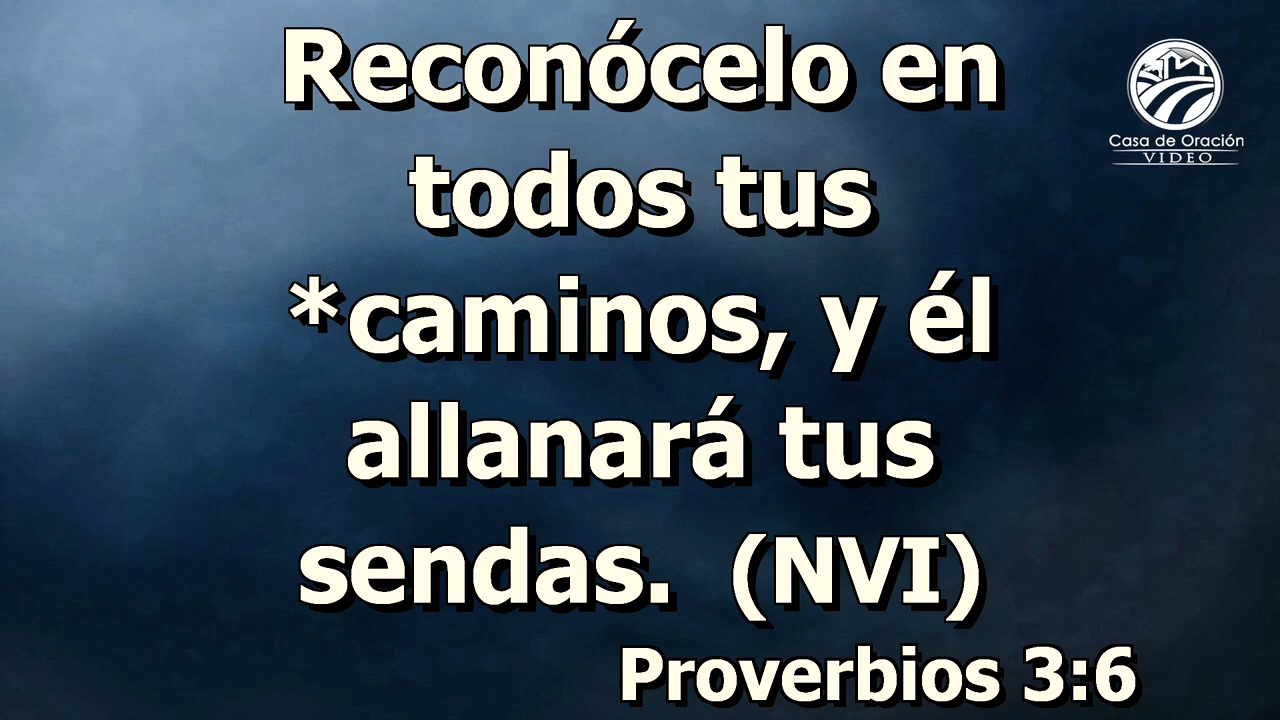 Reconócelo en
todos tus
*caminos, y él
allanará tus
sendas.  (NVI)
Proverbios 3:6
Casa de Oración
VIDEO